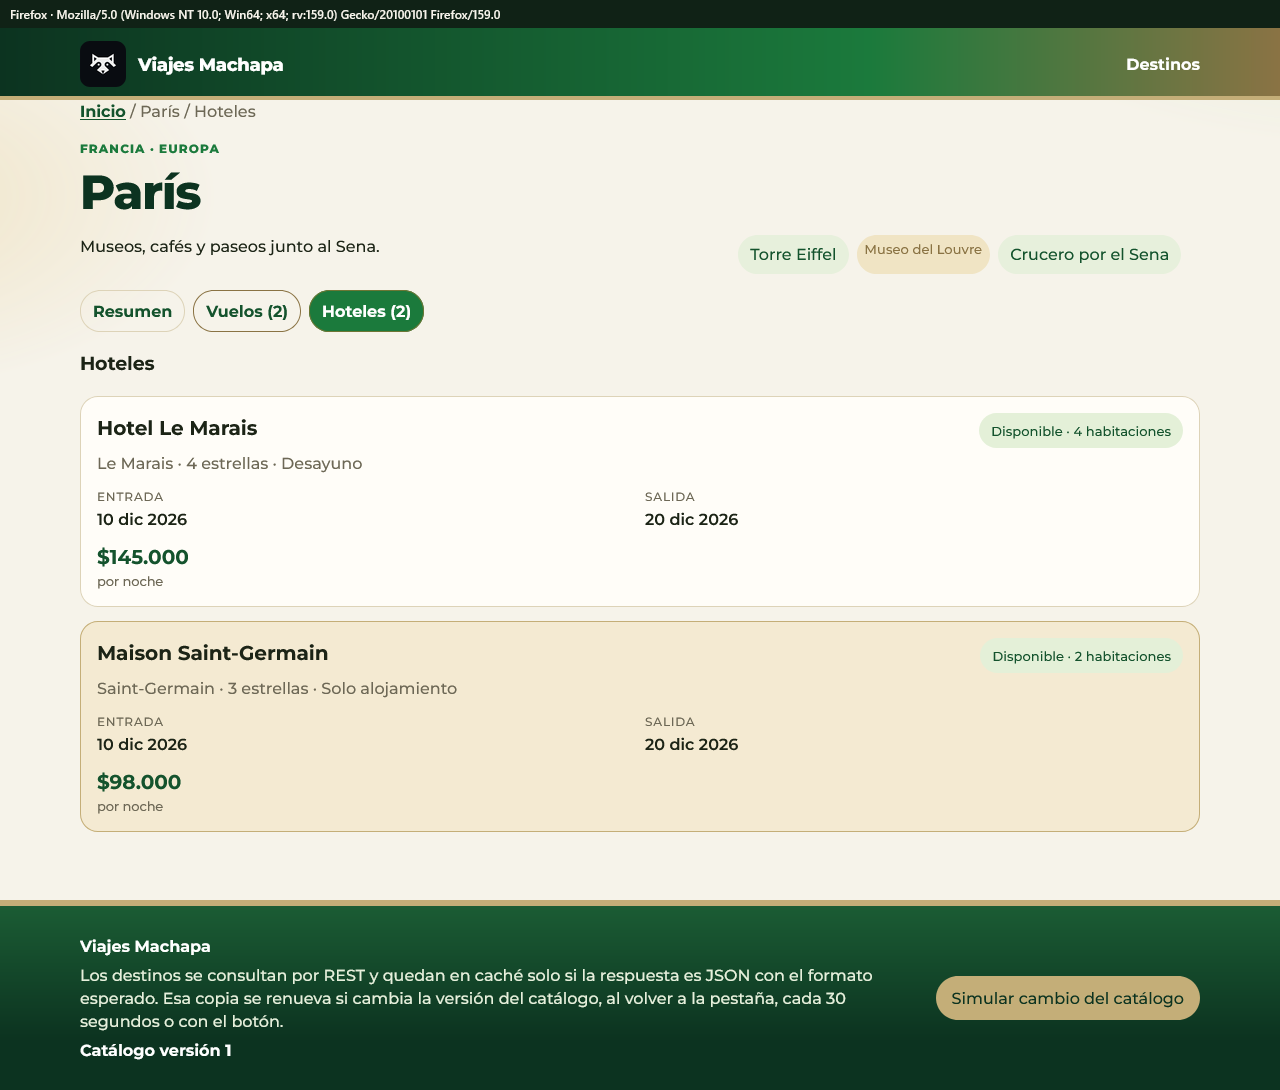 Firefox · Mozilla/5.0 (Windows NT 10.0; Win64; x64; rv:159.0) Gecko/20100101 Firefox/159.0
Viajes Machapa
Destinos
Inicio / París / Hoteles
FRANCIA · EUROPA
París
Museos, cafés y paseos junto al Sena.
Torre Eiffel
Museo del Louvre
Crucero por el Sena
Resumen
Vuelos (2)
Hoteles (2)
Hoteles
Hotel Le Marais
Disponible · 4 habitaciones
Le Marais · 4 estrellas · Desayuno
ENTRADA
10 dic 2026
SALIDA
20 dic 2026
$145.000
por noche
Maison Saint-Germain
Disponible · 2 habitaciones
Saint-Germain · 3 estrellas · Solo alojamiento
ENTRADA
10 dic 2026
SALIDA
20 dic 2026
$98.000
por noche
Viajes Machapa
Los destinos se consultan por REST y quedan en caché solo si la respuesta es JSON con el formato
esperado. Esa copia se renueva si cambia la versión del catálogo, al volver a la pestaña, cada 30
segundos o con el botón.
Catálogo versión 1
Simular cambio del catálogo